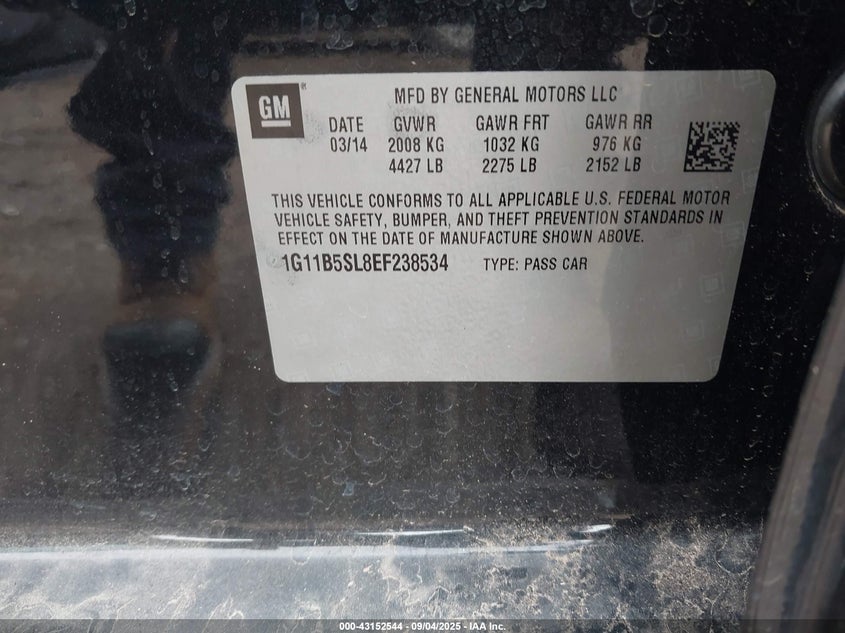 GM ®
MFD BY GENERAL MOTORS LLC
DATE GVWR GAWR FRT GAWR RR
03/14 2008 KG 1032 KG 976 KG
4427 LB 2275 LB 2152 LB
THIS VEHICLE CONFORMS TO ALL APPLICABLE U.S. FEDERAL MOTOR
VEHICLE SAFETY, BUMPER, AND THEFT PREVENTION STANDARDS IN
EFFECT ON THE DATE OF MANUFACTURE SHOWN ABOVE.
1G11B5SL8EF238534 TYPE: PASS CAR
000-43152544 - 09/04/2025 - IAA Inc.